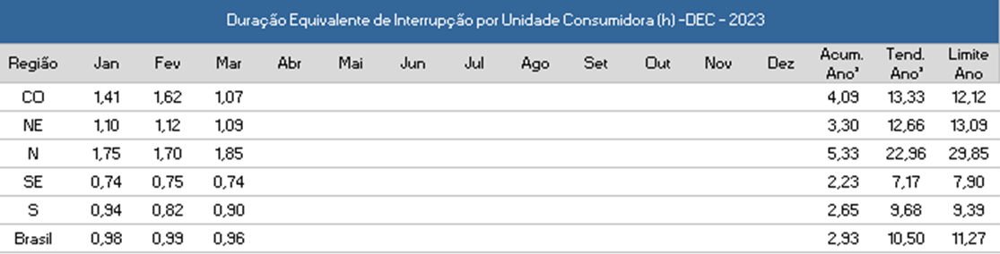 Duração Equivalente de Interrupção por Unidade Consumidora (h) -DEC - 2023
Região Jan Fev Mar Abr Mai Jun Jul Ago Set Out Nov Dez Acum. Ano³ Tend. Ano³ Limite Ano
CO 1,41 1,62 1,07 4,09 13,33 12,12
NE 1,10 1,12 1,09 3,30 12,66 13,09
N 1,75 1,70 1,85 5,33 22,96 29,85
SE 0,74 0,75 0,74 2,23 7,17 7,90
S 0,94 0,82 0,90 2,65 9,68 9,39
Brasil 0,98 0,99 0,96 2,93 10,50 11,27